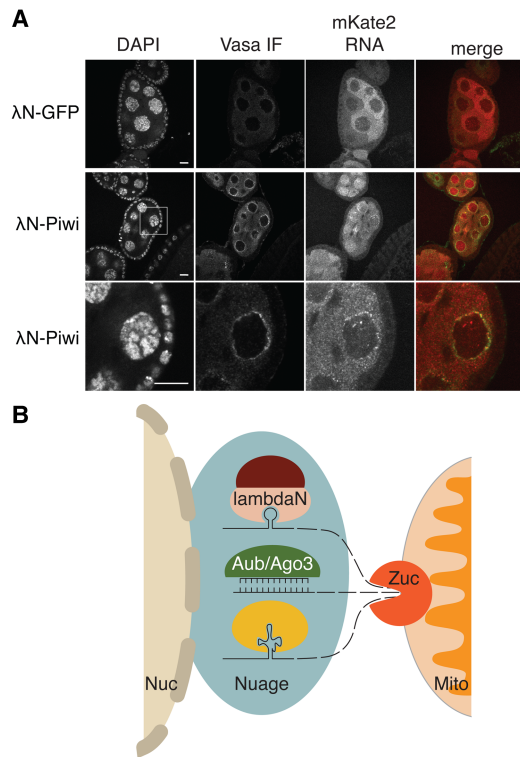 A
DAPI
Vasa IF
mKate2
RNA
merge
λN-GFP
λN-Piwi
λN-Piwi
B
lambdaN
Aub/Ago3
Zuc
Nuc
Nuage
Mito